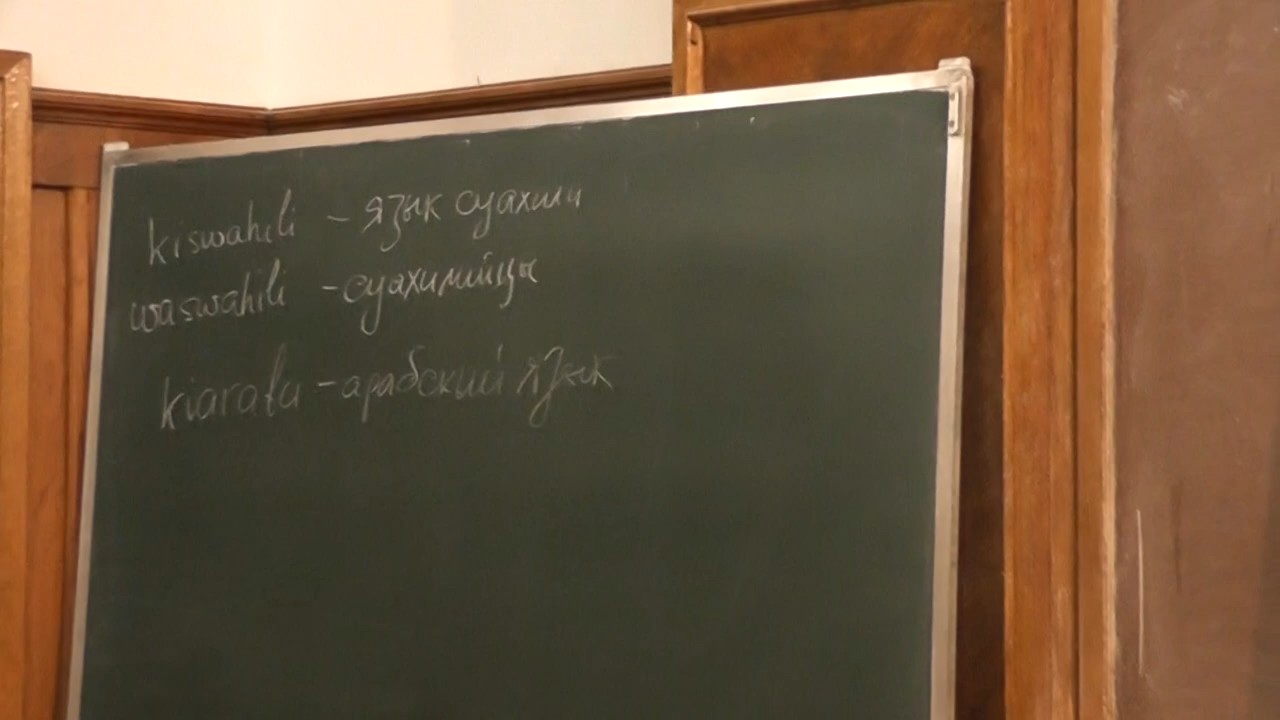 kiswahili – язык суахили
waswahili – суахилийцы
kiarabu – арабский язык